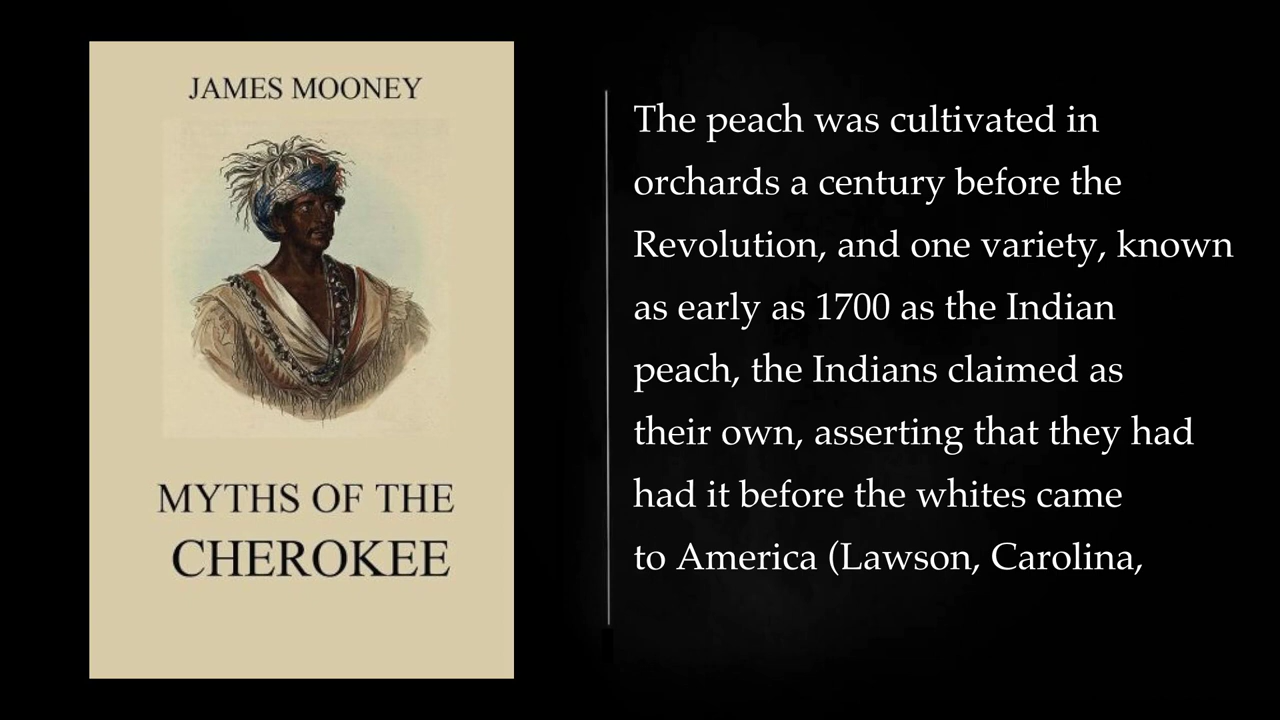 JAMES MOONEY
MYTHS OF THE
CHEROKEE
The peach was cultivated in
orchards a century before the
Revolution, and one variety, known
as early as 1700 as the Indian
peach, the Indians claimed as
their own, asserting that they had
had it before the whites came
to America (Lawson, Carolina,